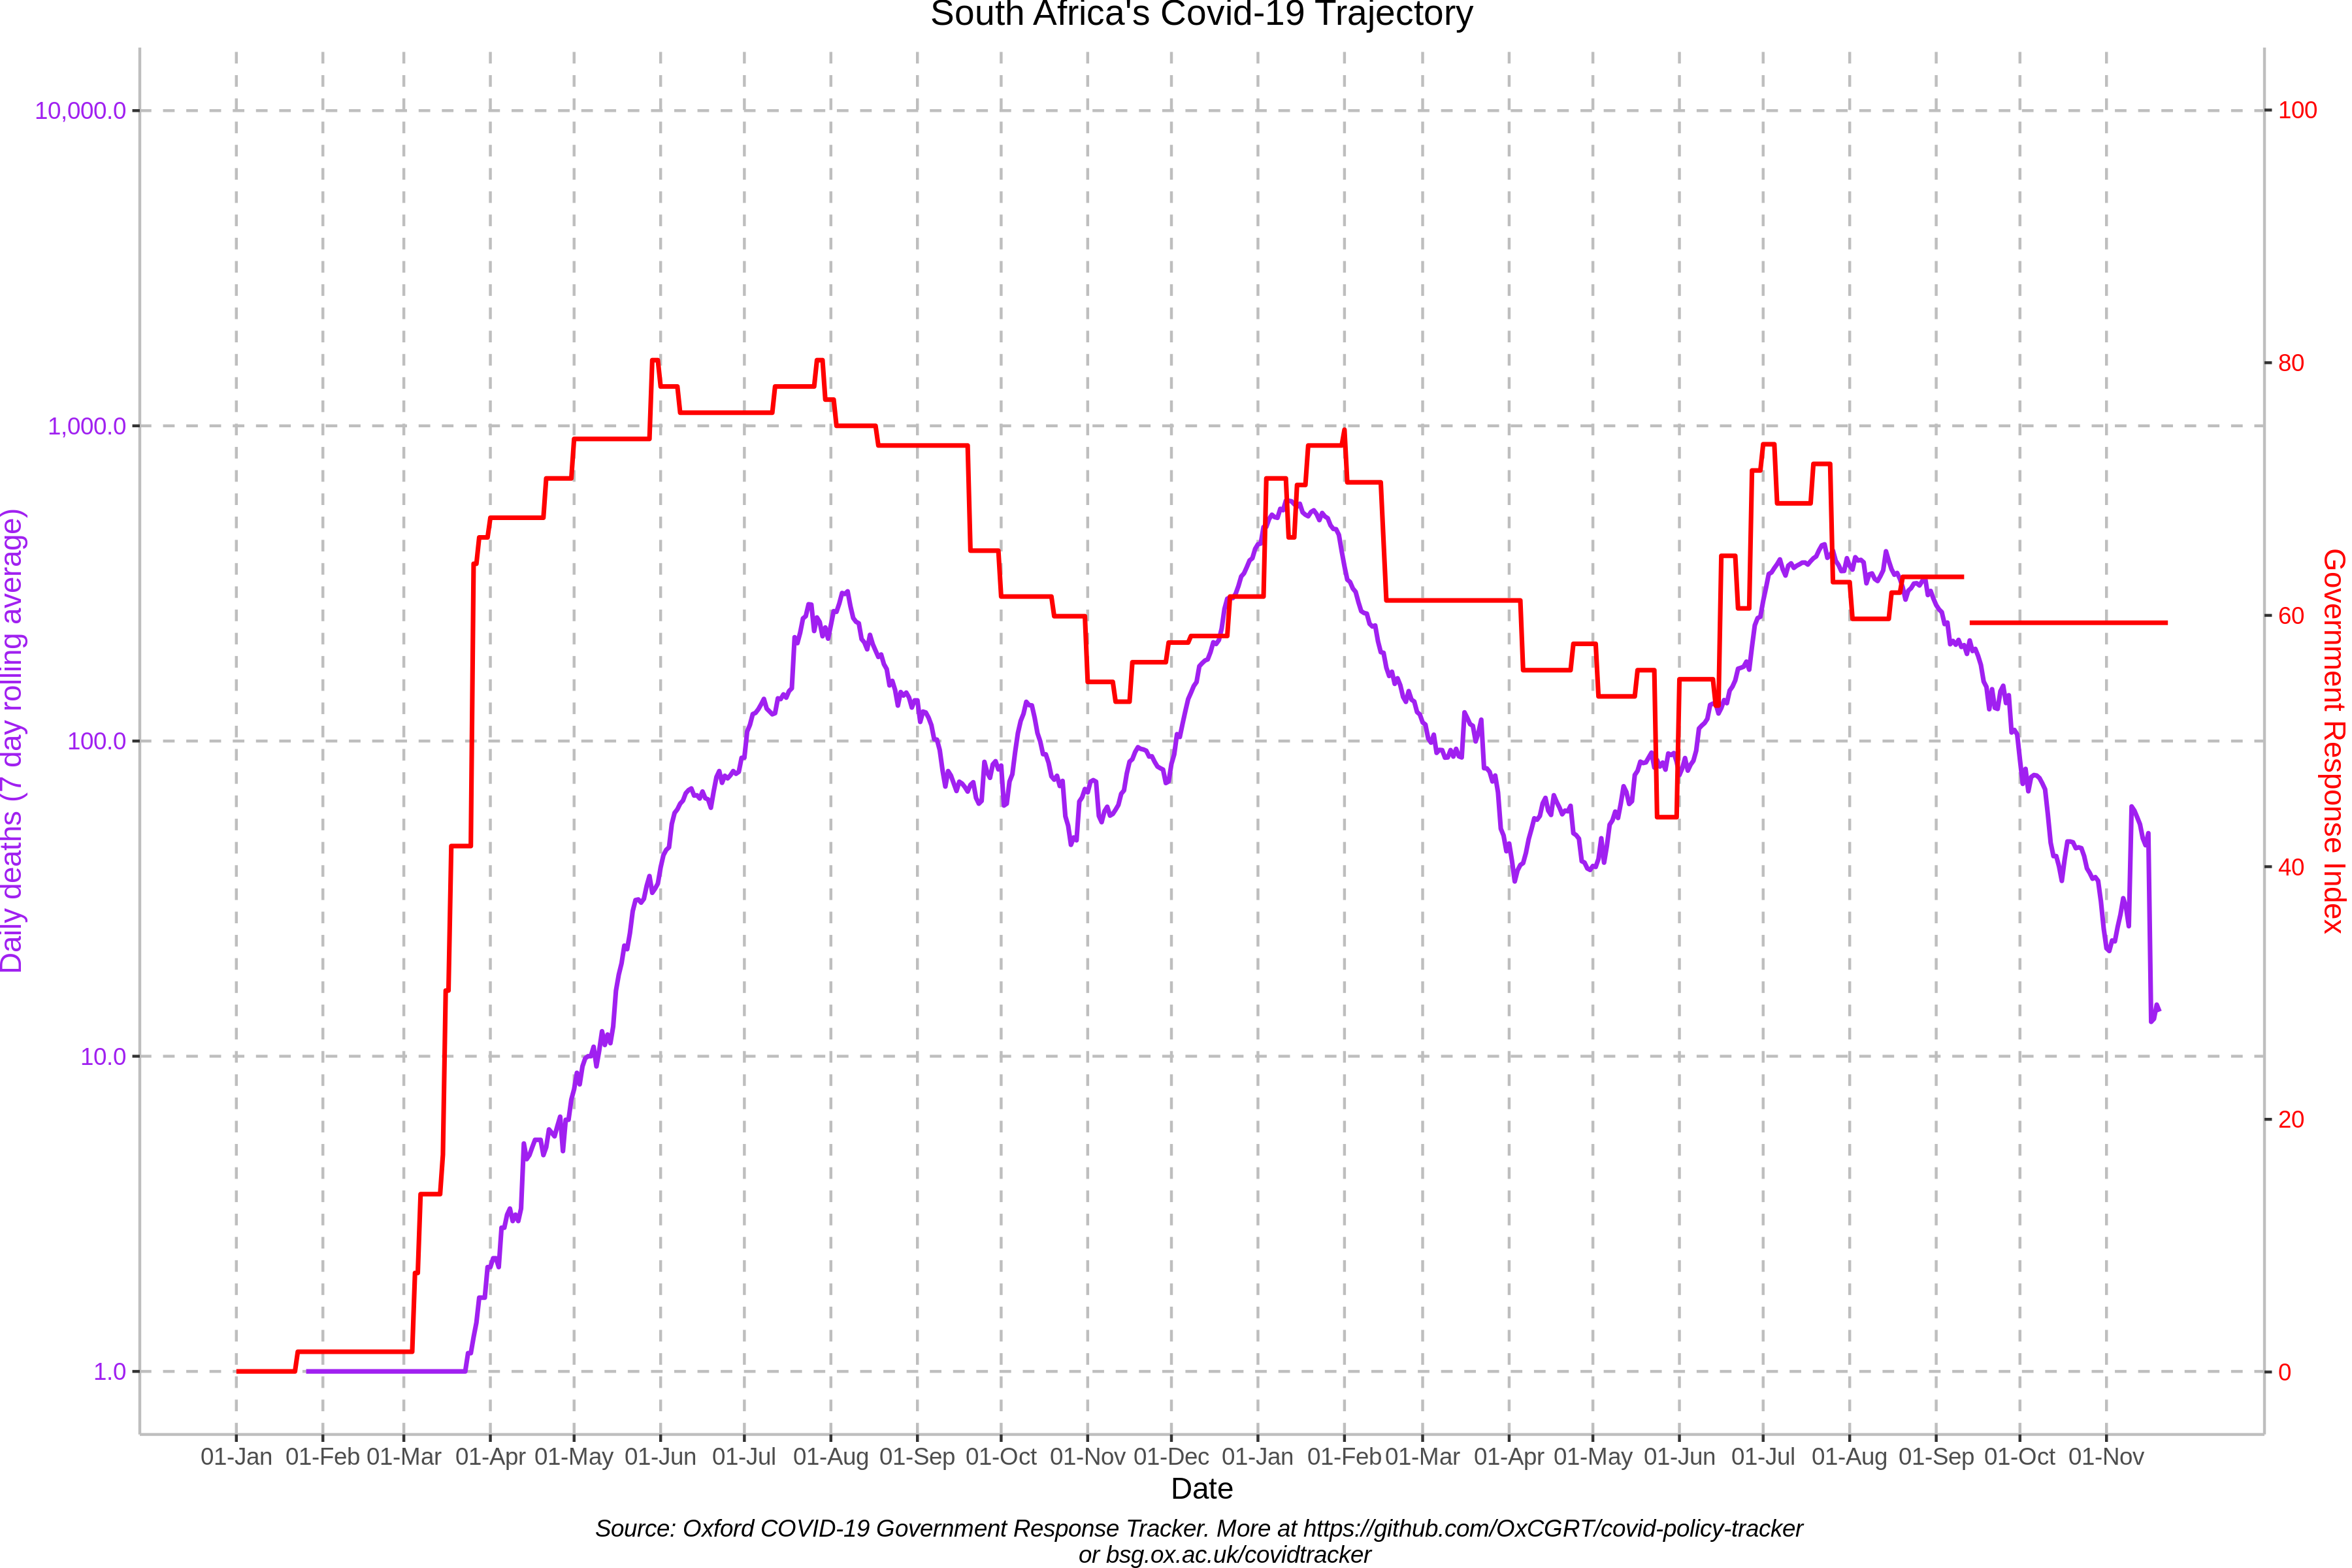 South Africa's Covid-19 Trajectory
10,000.0
1,000.0
100.0
10.0
1.0
Daily deaths (7 day rolling average)
100
80
60
40
20
0
Government Response Index
01-Jan 01-Feb 01-Mar 01-Apr 01-May 01-Jun 01-Jul 01-Aug 01-Sep 01-Oct 01-Nov 01-Dec 01-Jan 01-Feb 01-Mar 01-Apr 01-May 01-Jun 01-Jul 01-Aug 01-Sep 01-Oct 01-Nov
Date
Source: Oxford COVID-19 Government Response Tracker. More at https://github.com/OxCGRT/covid-policy-tracker
or bsg.ox.ac.uk/covidtracker